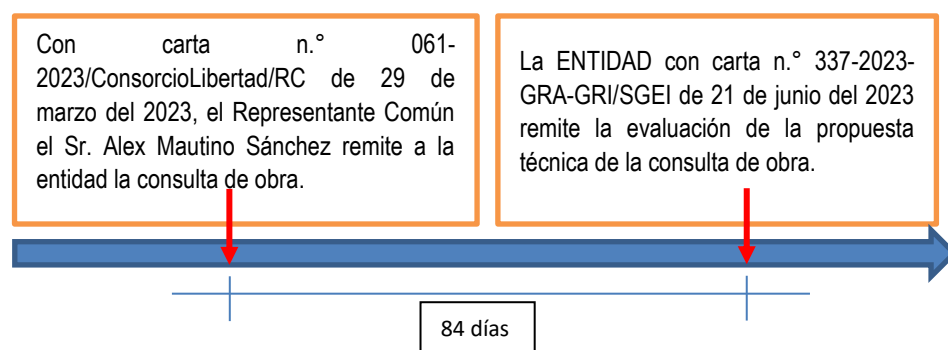 Con carta n.° 061-
2023/ConsorcioLibertad/RC de 29 de
marzo del 2023, el Representante Común
el Sr. Alex Mautino Sánchez remite a la
entidad la consulta de obra.
La ENTIDAD con carta n.° 337-2023-
GRA-GRI/SGEI de 21 de junio del 2023
remite la evaluación de la propuesta
técnica de la consulta de obra.
84 días